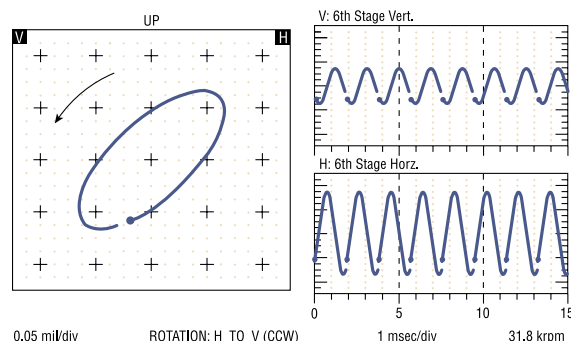 UP
V
H
V: 6th Stage Vert.
H: 6th Stage Horz.
0 5 10 15
0.05 mil/div
ROTATION: H TO V (CCW)
1 msec/div
31.8 krpm